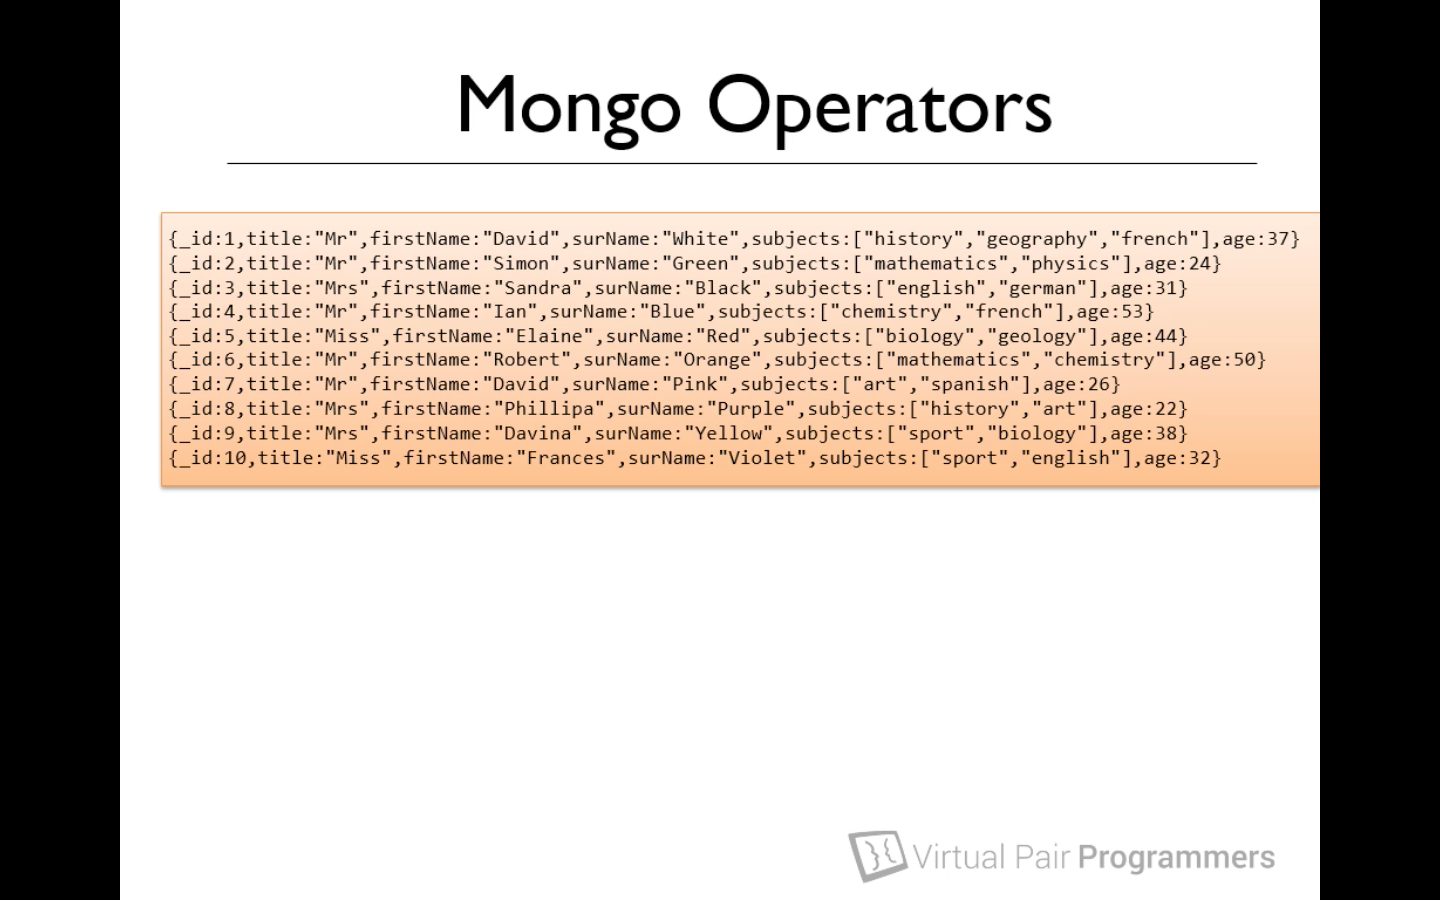 Mongo Operators
{_id:1,title:"Mr",firstName:"David",surName:"White",subjects:["history","geography","french"],age:37}
{_id:2,title:"Mr",firstName:"Simon",surName:"Green",subjects:["mathematics","physics"],age:24}
{_id:3,title:"Mrs",firstName:"Sandra",surName:"Black",subjects:["english","german"],age:31}
{_id:4,title:"Mr",firstName:"Ian",surName:"Blue",subjects:["chemistry","french"],age:53}
{_id:5,title:"Miss",firstName:"Elaine",surName:"Red",subjects:["biology","geology"],age:44}
{_id:6,title:"Mr",firstName:"Robert",surName:"Orange",subjects:["mathematics","chemistry"],age:50}
{_id:7,title:"Mr",firstName:"David",surName:"Pink",subjects:["art","spanish"],age:26}
{_id:8,title:"Mrs",firstName:"Phillipa",surName:"Purple",subjects:["history","art"],age:22}
{_id:9,title:"Mrs",firstName:"Davina",surName:"Yellow",subjects:["sport","biology"],age:38}
{_id:10,title:"Miss",firstName:"Frances",surName:"Violet",subjects:["sport","english"],age:32}
Virtual Pair Programmers